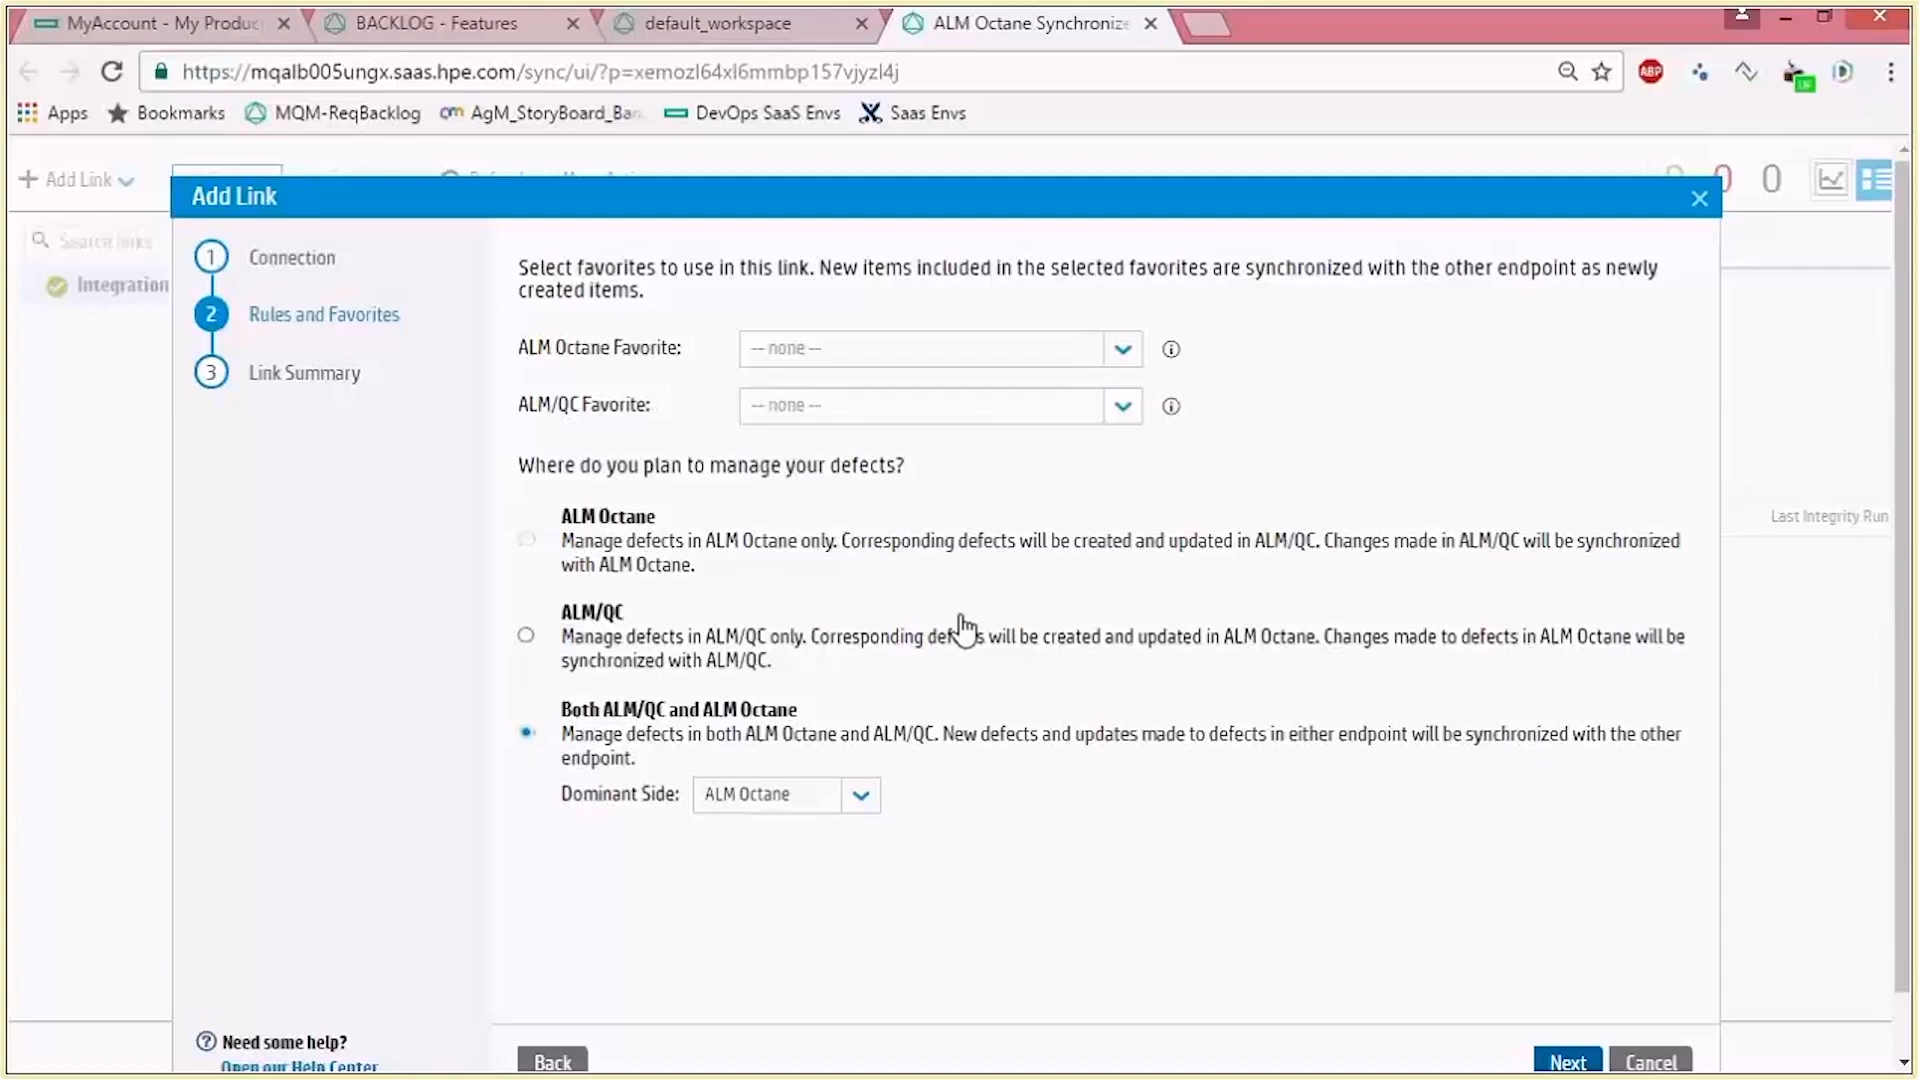 MyAccount - My Produc
BACKLOG - Features
default_workspace
ALM Octane Synchronize
https://mqalb005ungx.saas.hpe.com/sync/ui/?p=xemozl64xl6mmbp157vjyzl4j
ABP
Apps
Bookmarks
MQM-ReqBacklog
AgM_StoryBoard_Ban
DevOps SaaS Envs
Saas Envs
Add Link
0 0
Add Link
Search links
Integration
1 Connection
2 Rules and Favorites
3 Link Summary
Select favorites to use in this link. New items included in the selected favorites are synchronized with the other endpoint as newly
created items.
ALM Octane Favorite: -- none --
ALM/QC Favorite: -- none --
Where do you plan to manage your defects?
ALM Octane
Manage defects in ALM Octane only. Corresponding defects will be created and updated in ALM/QC. Changes made in ALM/QC will be synchronized
with ALM Octane.
Last Integrity Run
ALM/QC
Manage defects in ALM/QC only. Corresponding defects will be created and updated in ALM Octane. Changes made to defects in ALM Octane will be
synchronized with ALM/QC.
Both ALM/QC and ALM Octane
Manage defects in both ALM Octane and ALM/QC. New defects and updates made to defects in either endpoint will be synchronized with the other
endpoint.
Dominant Side: ALM Octane
Need some help?
Open our Help Center
Back
Next
Cancel